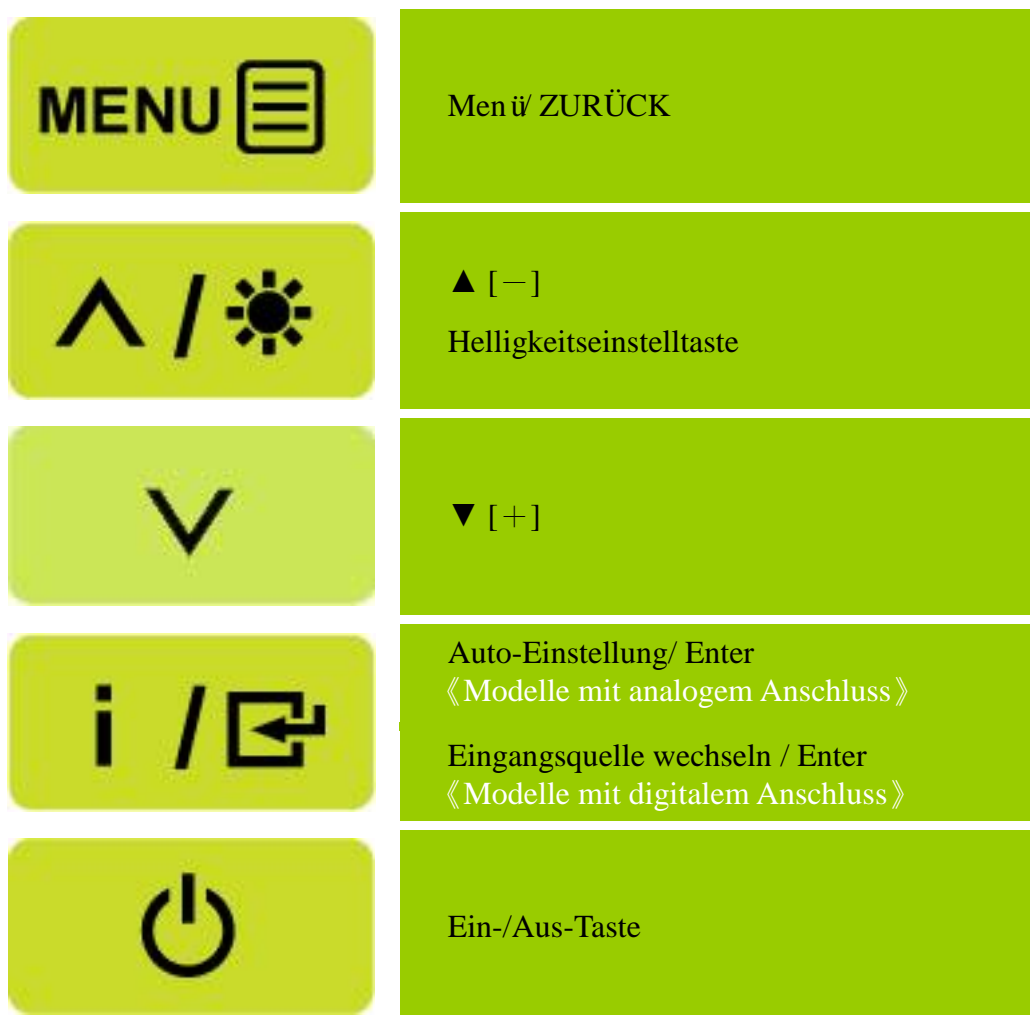 MENU
Menü/ ZURÜCK
/
▲ [－]
Helligkeitseinstelltaste
▼ [＋]
i /
Auto-Einstellung/ Enter
《Modelle mit analogem Anschluss》
Eingangsquelle wechseln / Enter
《Modelle mit digitalem Anschluss》
Ein-/Aus-Taste